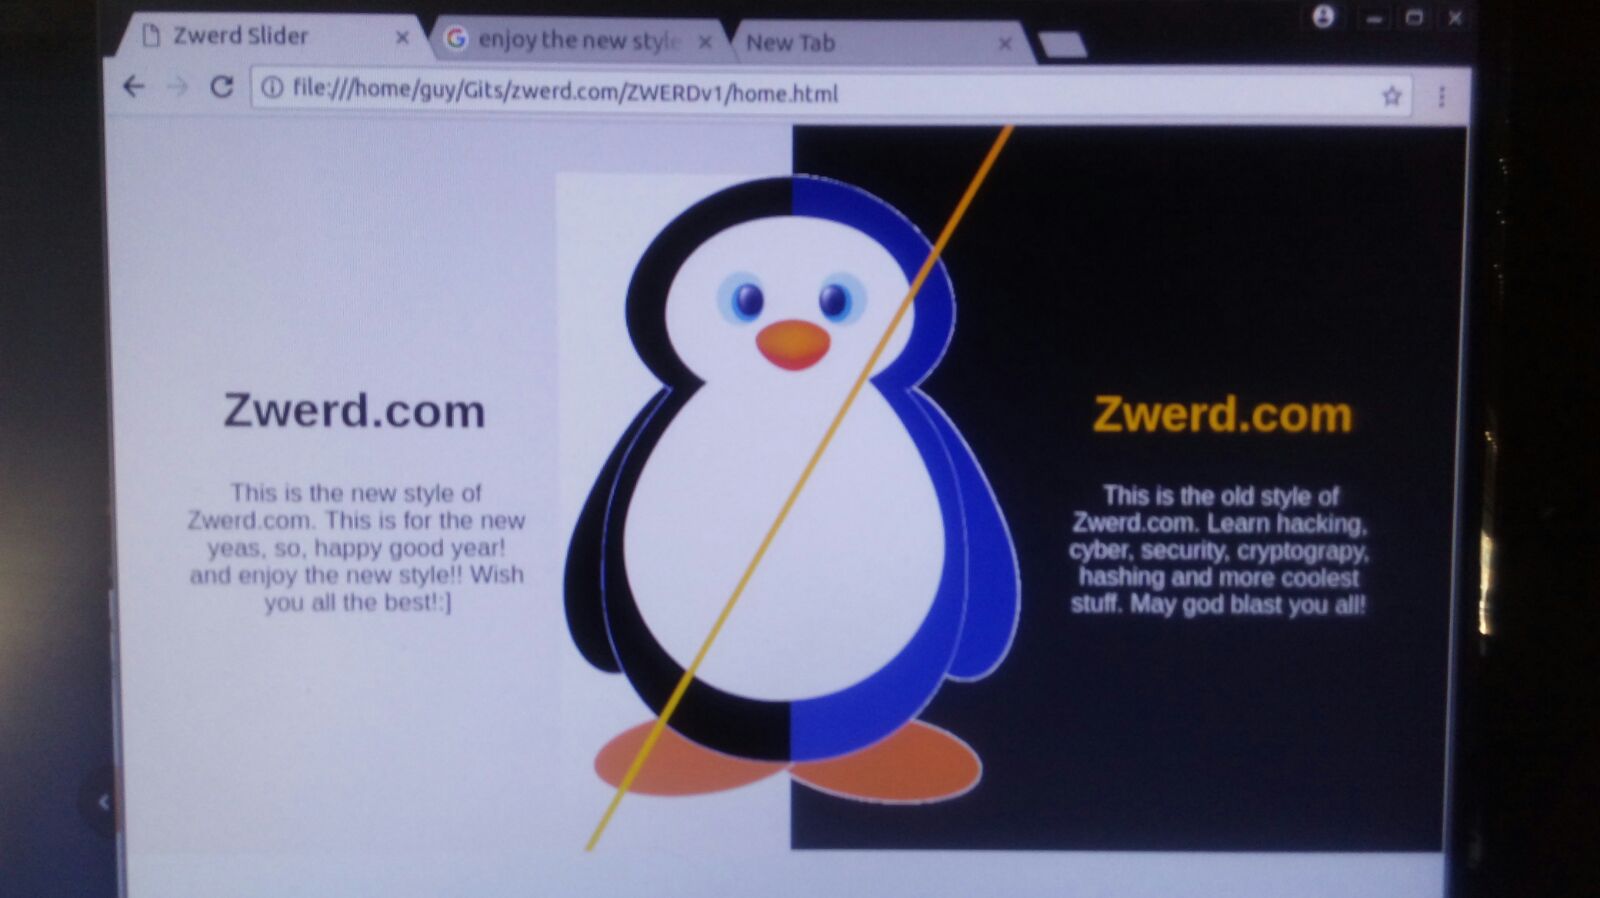 Zwerd Slider
enjoy the new style
New Tab
file:///home/guy/Gits/zwerd.com/ZWERDv1/home.html
Zwerd.com
This is the new style of
Zwerd.com. This is for the new
yeas, so, happy good year!
and enjoy the new style!! Wish
you all the best!:]
Zwerd.com
This is the old style of
Zwerd.com. Learn hacking,
cyber, security, cryptograpy,
hashing and more coolest
stuff. May god blast you all!